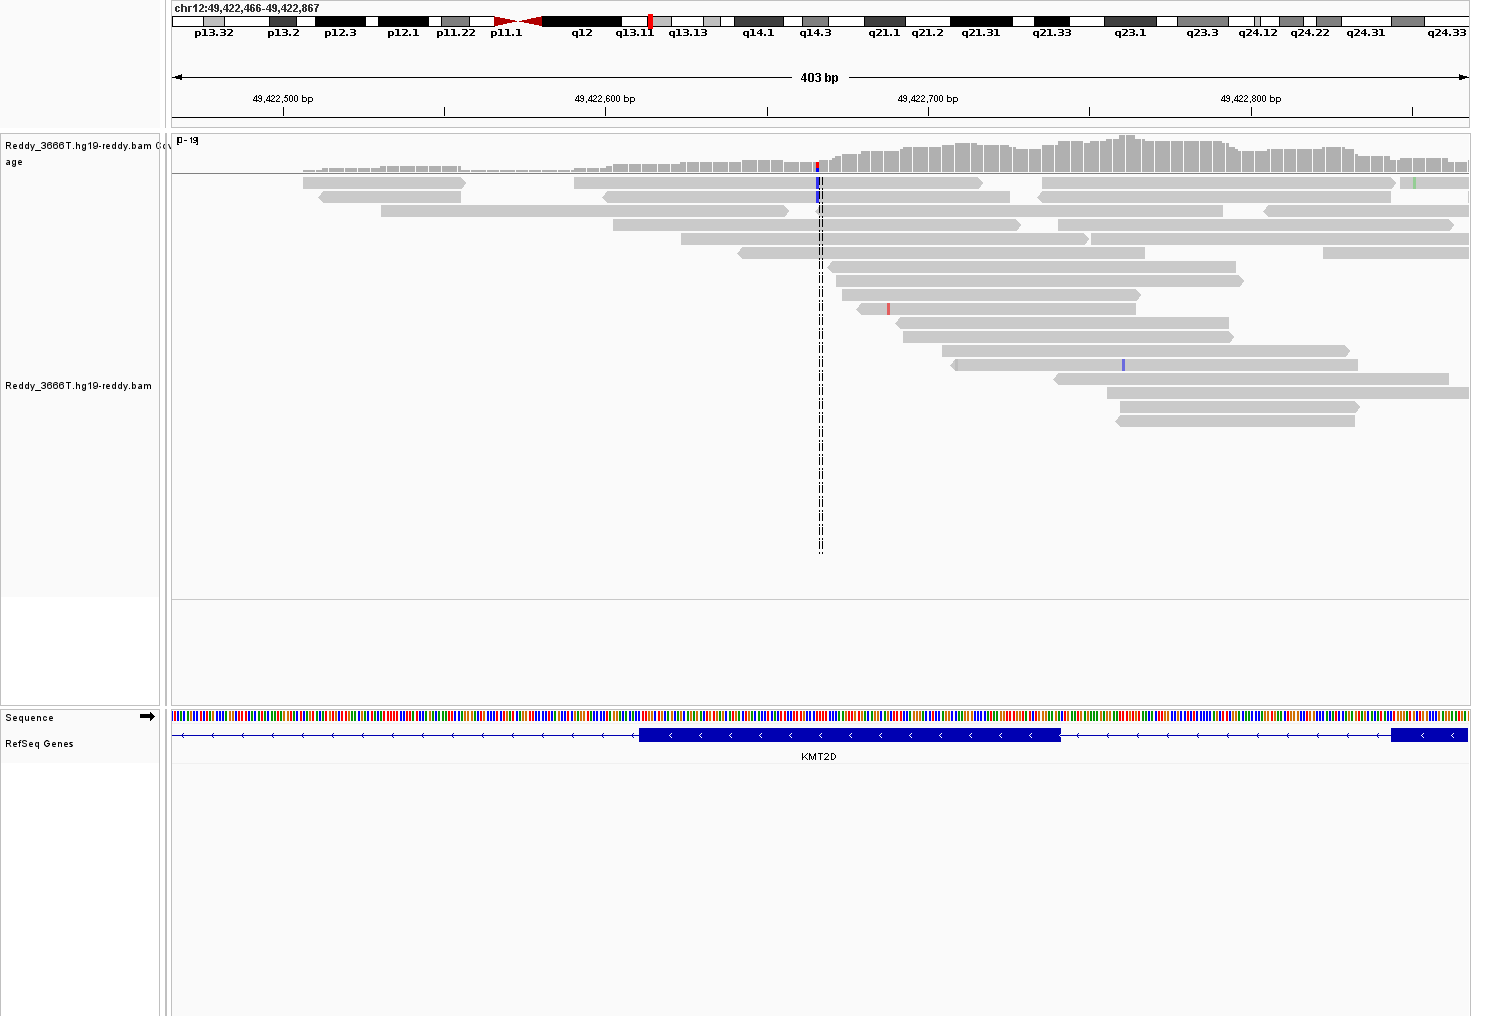 chr12:49,422,466-49,422,867
p13.32 p13.2 p12.3 p12.1 p11.22 p11.1 q12 q13.11 q13.13 q14.1 q14.3 q21.1 q21.2 q21.31 q21.33 q23.1 q23.3 q24.12 q24.22 q24.31 q24.33
403 bp
49,422,500 bp 49,422,600 bp 49,422,700 bp 49,422,800 bp
[0 - 19]
Reddy_3666T.hg19-reddy.bam Cov
age
Reddy_3666T.hg19-reddy.bam
Sequence
RefSeq Genes
KMT2D